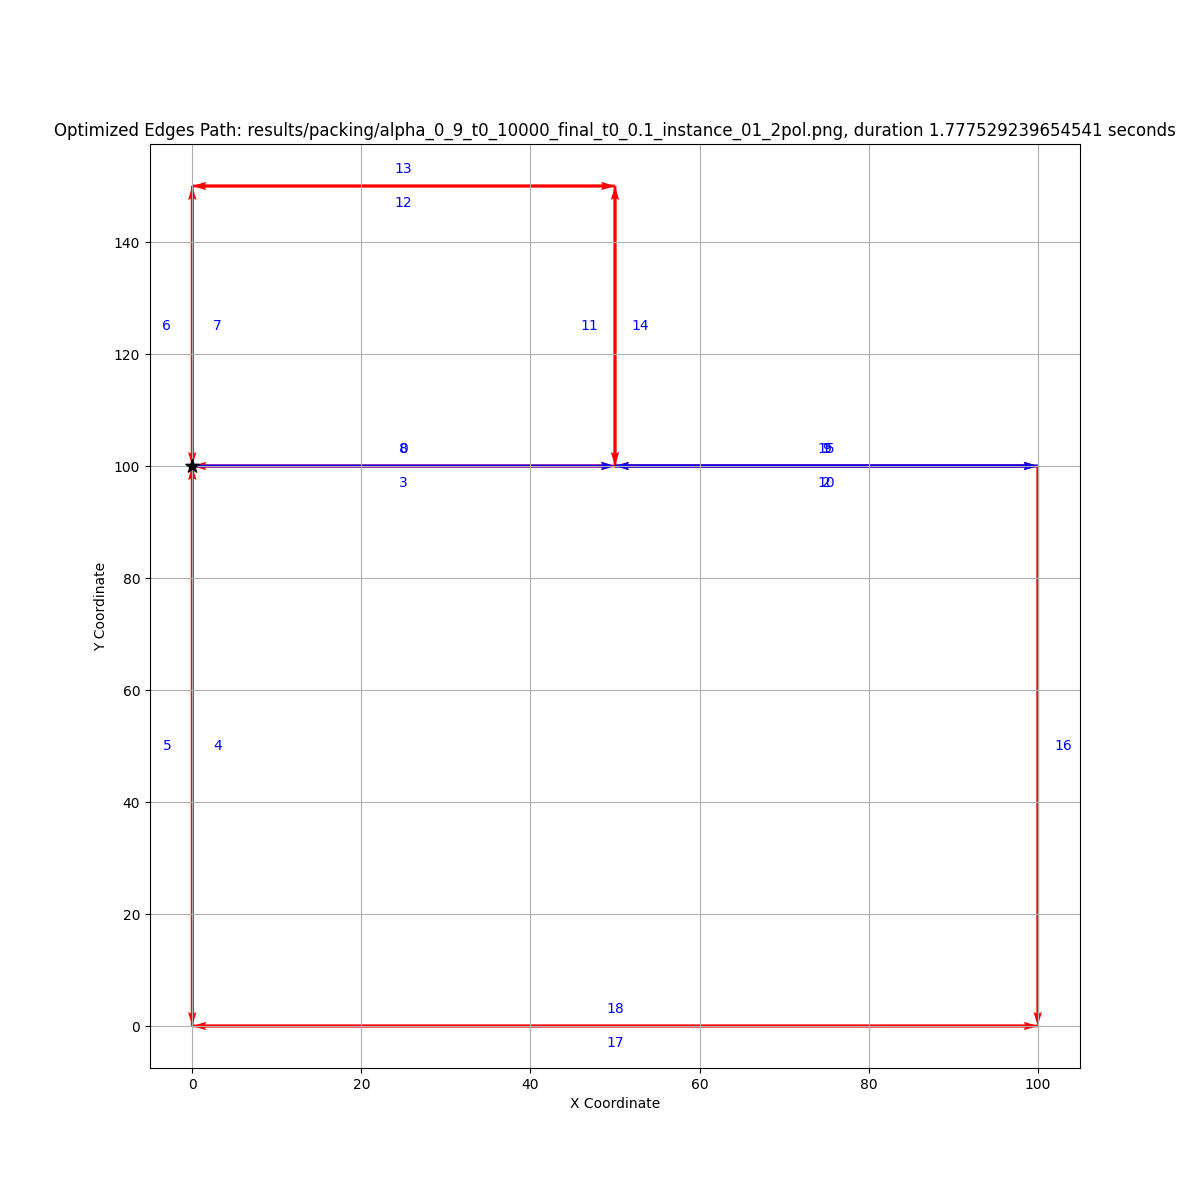 Optimized Edges Path: results/packing/alpha_0_9_t0_10000_final_t0_0.1_instance_01_2pol.png, duration 1.777529239654541 seconds
13
12
140
6 7 11 14
120
100
3
80
Y Coordinate
60
5 4 16
40
20
18
0
17
0 20 40 60 80 100
X Coordinate